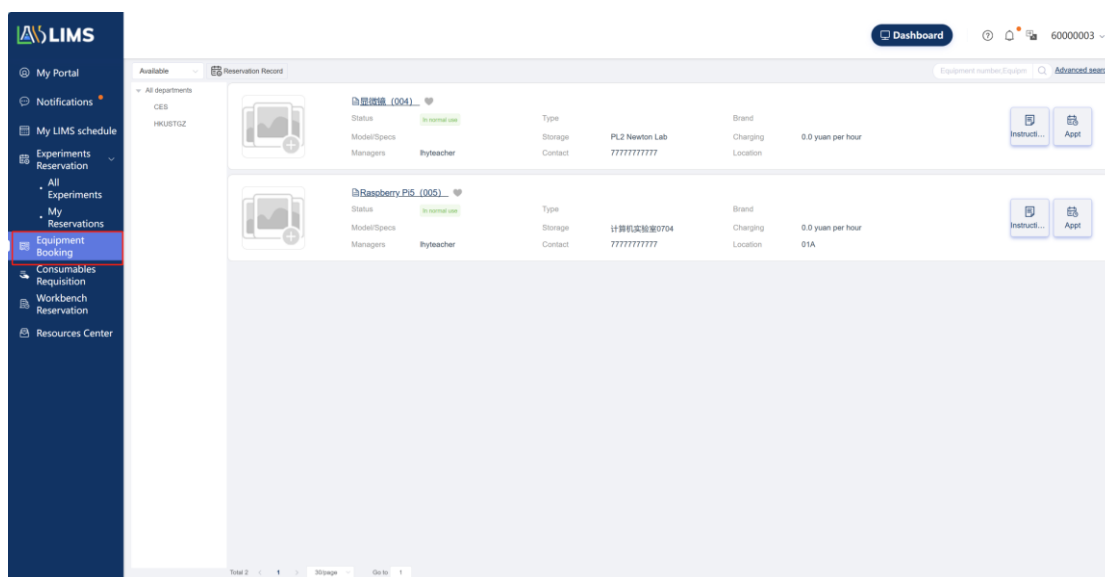 LIMS
Dashboard
60000003
My Portal
Notifications
My LIMS schedule
Experiments
Reservation
All
Experiments
My
Reservations
Equipment
Booking
Consumables
Requisition
Workbench
Reservation
Resources Center
Available
Reservation Record
Equipment number;Equipm
Advanced sear
All departments
CES
HKUSTGZ
显微镜 (004)
Status In normal use Type Brand
Model/Specs Storage PL2 Newton Lab Charging 0.0 yuan per hour
Managers lhyteacher Contact 77777777777 Location
Instructi... Appt
Raspberry Pi5 (005)
Status In normal use Type Brand
Model/Specs Storage 计算机实验室0704 Charging 0.0 yuan per hour
Managers lhyteacher Contact 77777777777 Location 01A
Instructi... Appt
Total 2 < 1 > 30/page Go to 1